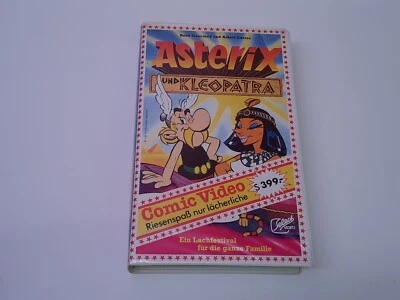 Asterix
UND KLEOPATRA
Comic Video
Riesenspaß nur lächerliche
S 399.-
Ein Lachfestival
für die ganze Familie